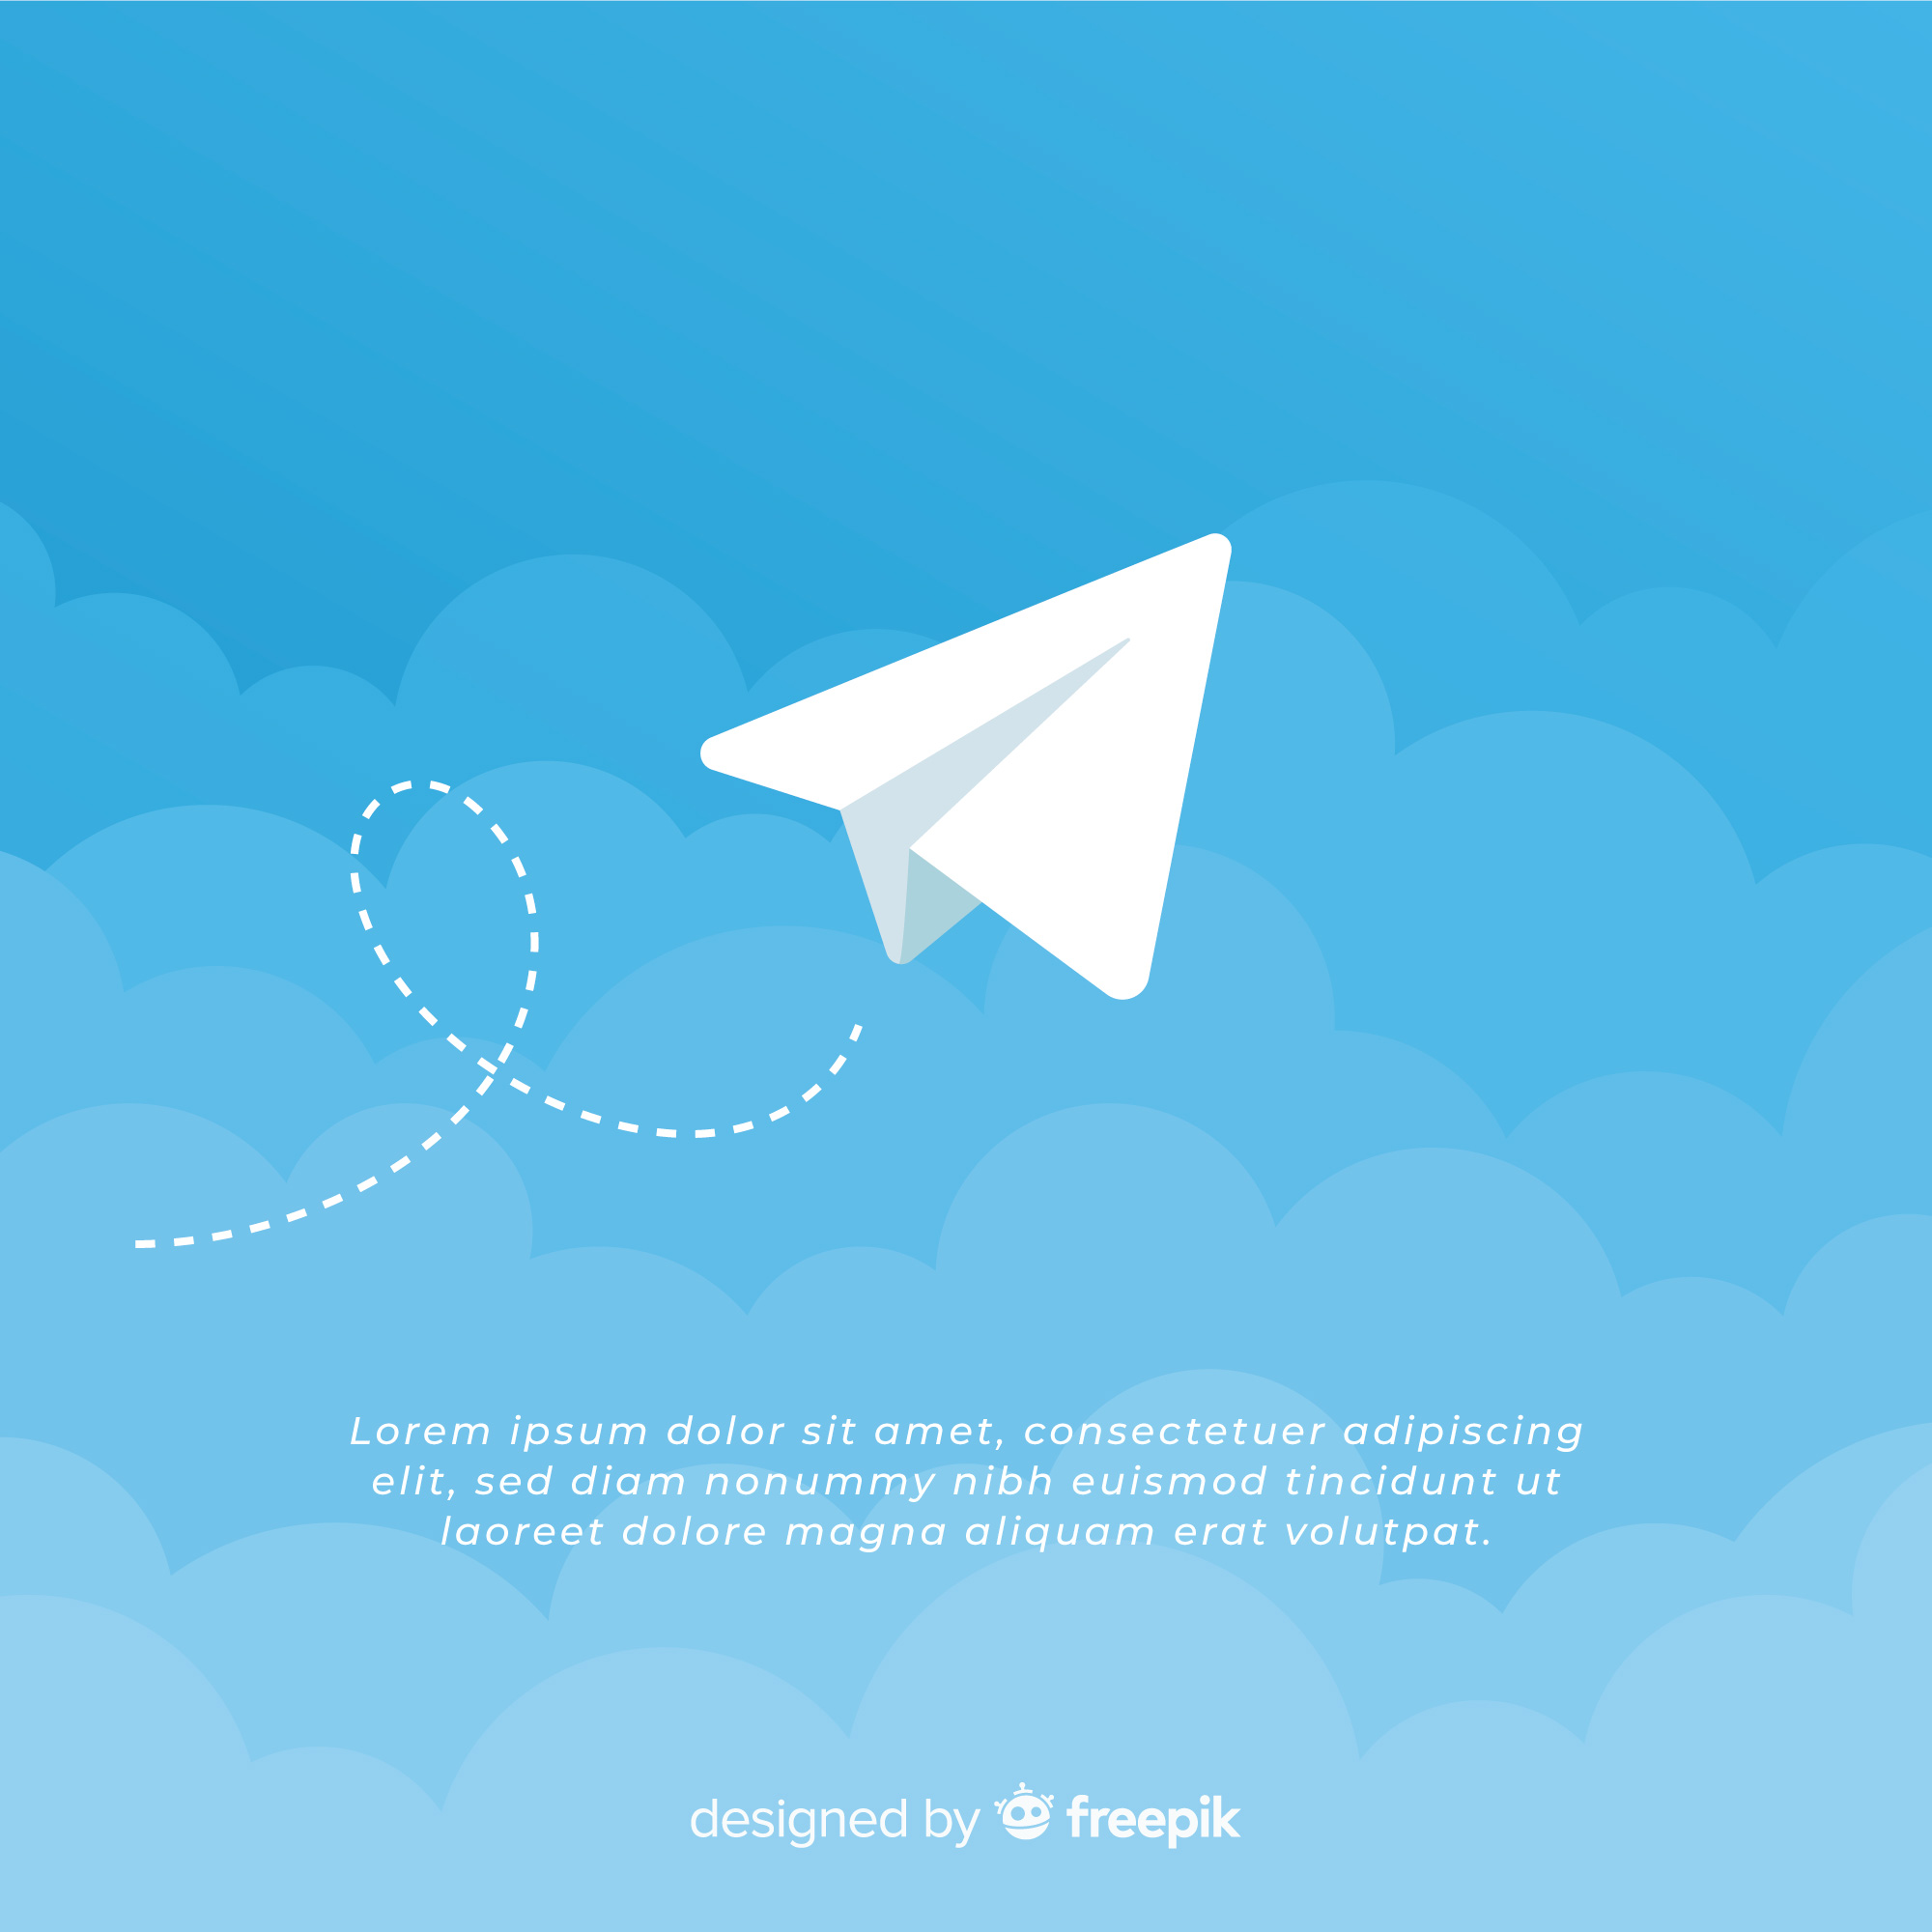 Lorem ipsum dolor sit amet, consectetuer adipiscing
elit, sed diam nonummy nibh euismod tincidunt ut
laoreet dolore magna aliquam erat volutpat.
designed by freepik